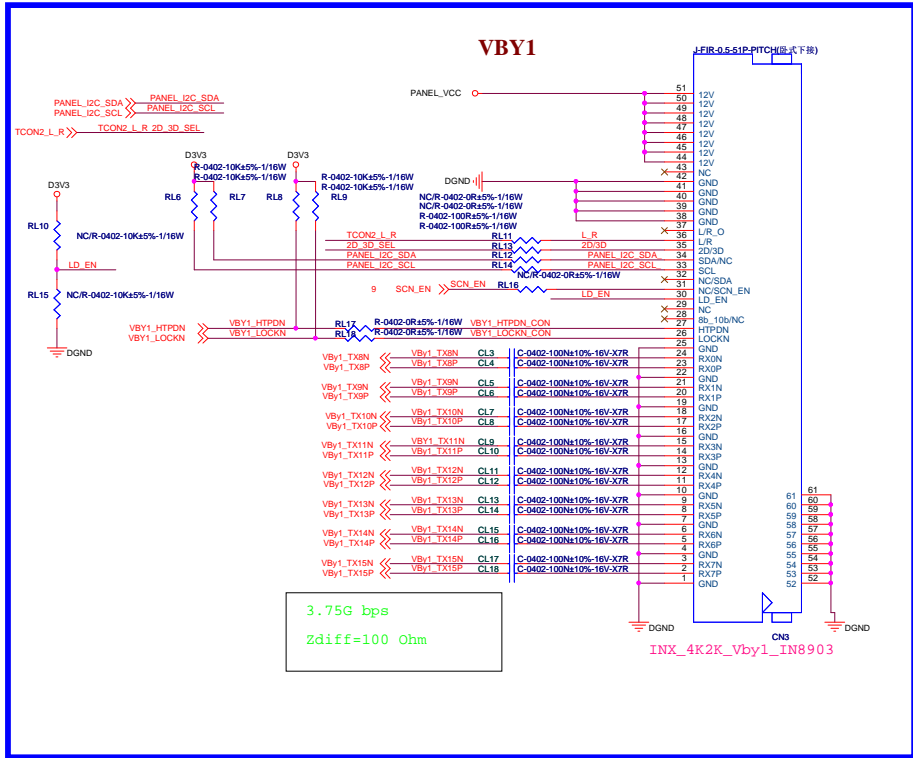 VBY1
J-FIR-0.5-51P-PITCH(卧式下接)
PANEL_VCC
PANEL_I2C_SDA PANEL_I2C_SDA
PANEL_I2C_SCL PANEL_I2C_SCL
TCON2_L_R TCON2_L_R 2D_3D_SEL
D3V3 D3V3
R-0402-10K±5%-1/16W R-0402-10K±5%-1/16W
R-0402-10K±5%-1/16W R-0402-10K±5%-1/16W
D3V3
RL6 RL7 RL8 RL9
DGND
NC/R-0402-0R±5%-1/16W
NC/R-0402-0R±5%-1/16W
R-0402-100R±5%-1/16W
R-0402-100R±5%-1/16W
RL10
NC/R-0402-10K±5%-1/16W
LD_EN
RL15
NC/R-0402-10K±5%-1/16W
DGND
TCON2_L_R RL11 L_R
2D_3D_SEL RL13 2D/3D
PANEL_I2C_SDA RL12 PANEL_I2C_SDA
PANEL_I2C_SCL RL14 PANEL_I2C_SCL
NC/R-0402-0R±5%-1/16W
9 SCN_EN SCN_EN RL16
LD_EN
VBY1_HTPDN VBY1_HTPDN RL17 R-0402-0R±5%-1/16W VBY1_HTPDN_CON
VBY1_LOCKN VBY1_LOCKN RL18 R-0402-0R±5%-1/16W VBY1_LOCKN_CON
VBy1_TX8N VBy1_TX8N CL3 C-0402-100N±10%-16V-X7R
VBy1_TX8P VBy1_TX8P CL4 C-0402-100N±10%-16V-X7R
VBy1_TX9N VBy1_TX9N CL5 C-0402-100N±10%-16V-X7R
VBy1_TX9P VBy1_TX9P CL6 C-0402-100N±10%-16V-X7R
VBy1_TX10N VBy1_TX10N CL7 C-0402-100N±10%-16V-X7R
VBy1_TX10P VBy1_TX10P CL8 C-0402-100N±10%-16V-X7R
VBy1_TX11N VBY1_TX11N CL9 C-0402-100N±10%-16V-X7R
VBy1_TX11P VBY1_TX11P CL10 C-0402-100N±10%-16V-X7R
VBy1_TX12N VBy1_TX12N CL11 C-0402-100N±10%-16V-X7R
VBy1_TX12P VBy1_TX12P CL12 C-0402-100N±10%-16V-X7R
VBy1_TX13N VBy1_TX13N CL13 C-0402-100N±10%-16V-X7R
VBy1_TX13P VBy1_TX13P CL14 C-0402-100N±10%-16V-X7R
VBy1_TX14N VBy1_TX14N CL15 C-0402-100N±10%-16V-X7R
VBy1_TX14P VBy1_TX14P CL16 C-0402-100N±10%-16V-X7R
VBy1_TX15N VBy1_TX15N CL17 C-0402-100N±10%-16V-X7R
VBy1_TX15P VBy1_TX15P CL18 C-0402-100N±10%-16V-X7R
51 12V
50 12V
49 12V
48 12V
47 12V
46 12V
45 12V
44 12V
43 NC
42 GND
41 GND
40 GND
39 GND
38 GND
37 L/R_O
36 L/R
35 2D/3D
34 SDA/NC
33 SCL
32 NC/SDA
31 NC/SCN_EN
30 LD_EN
29 NC
28 8b_10b/NC
27 HTPDN
26 LOCKN
25 GND
24 RX0N
23 RX0P
22 GND
21 RX1N
20 RX1P
19 GND
18 RX2N
17 RX2P
16 GND
15 RX3N
14 RX3P
13 GND
12 RX4N
11 RX4P
10 GND
9 RX5N
8 RX5P
7 GND
6 RX6N
5 RX6P
4 GND
3 RX7N
2 RX7P
1 GND
61 61
60 60
59 59
58 58
57 57
56 56
55 55
54 54
53 53
52 52
3.75G bps
Zdiff=100 Ohm
DGND
DGND
CN3
INX_4K2K_Vby1_IN8903